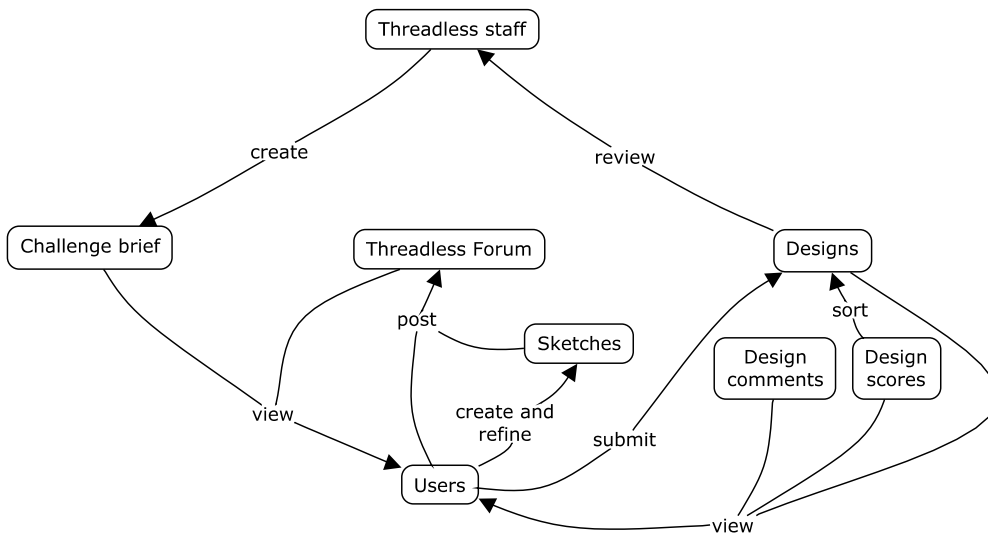 Threadless staff
create
review
Challenge brief
Threadless Forum
Designs
post
sort
Sketches
Design
comments
Design
scores
view
create and
refine
submit
Users
view